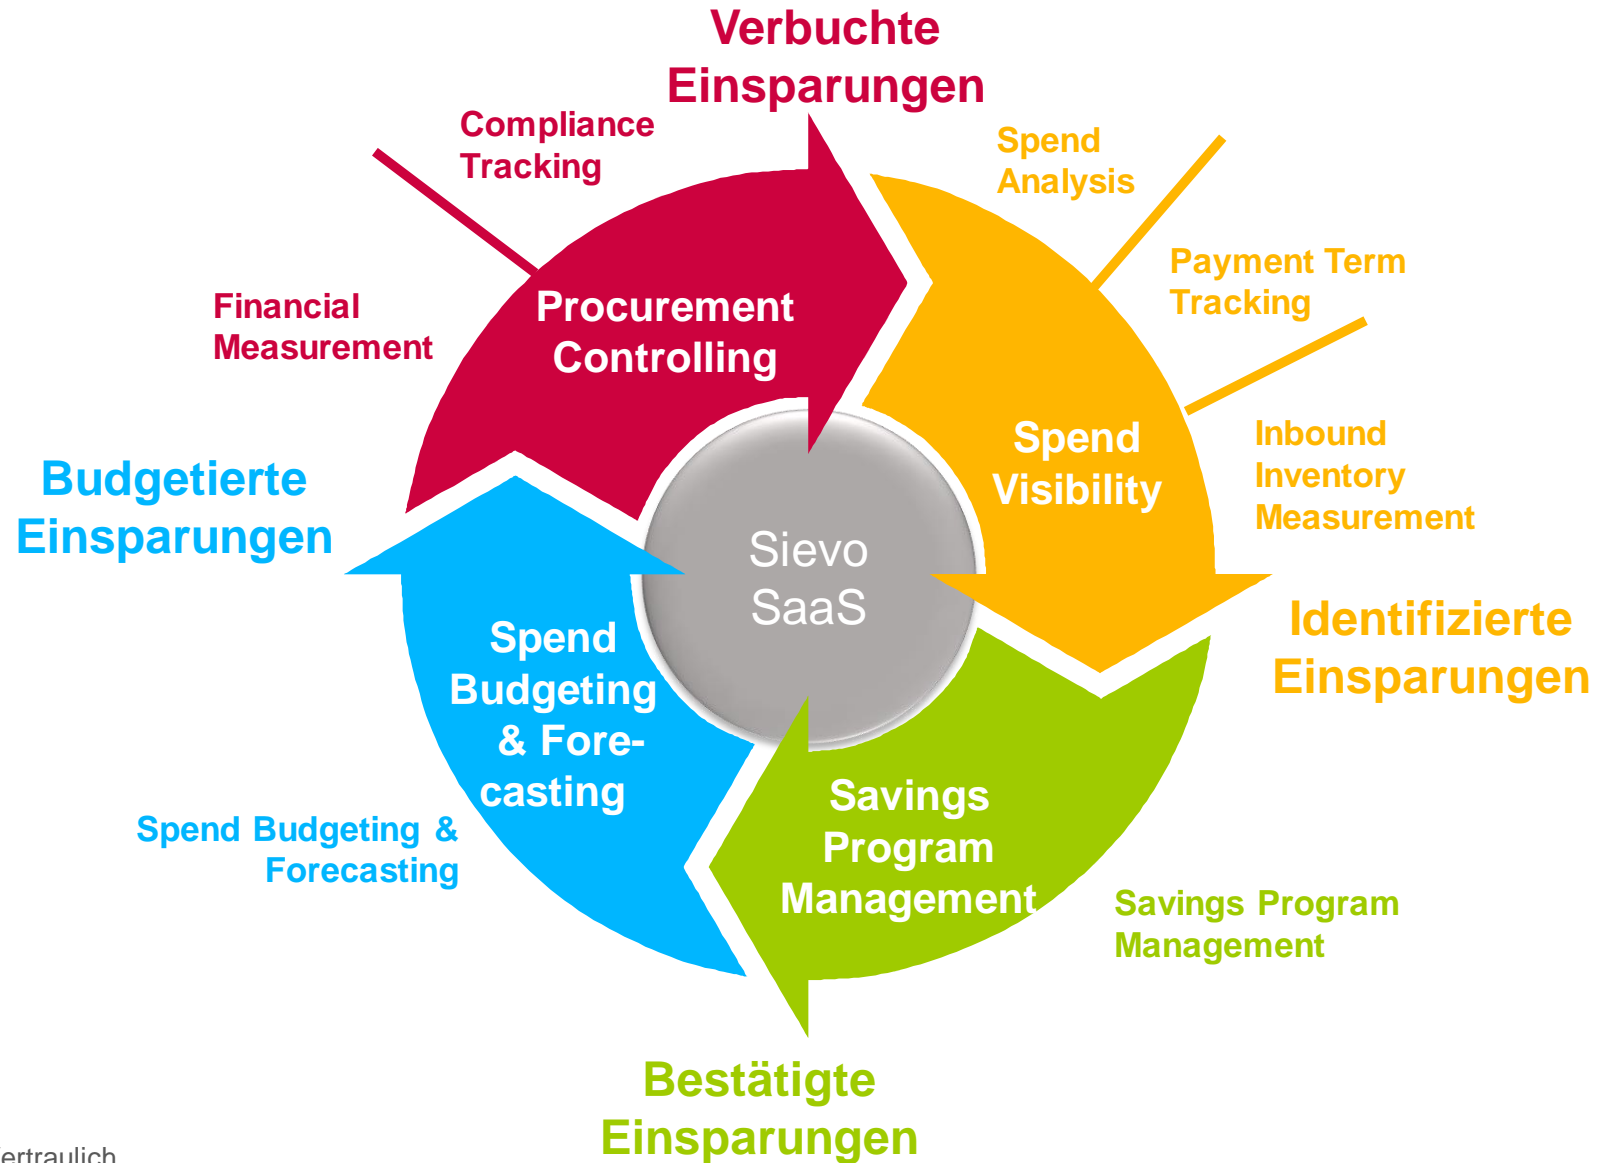 Verbuchte
Einsparungen
Compliance
Tracking
Spend
Analysis
Payment Term
Tracking
Financial
Measurement
Procurement
Controlling
Spend
Visibility
Inbound
Inventory
Measurement
Budgetierte
Einsparungen
Sievo
SaaS
Identifizierte
Einsparungen
Spend
Budgeting
& Fore-
casting
Savings
Program
Management
Spend Budgeting &
Forecasting
Savings Program
Management
Bestätigte
Einsparungen
ertraulich